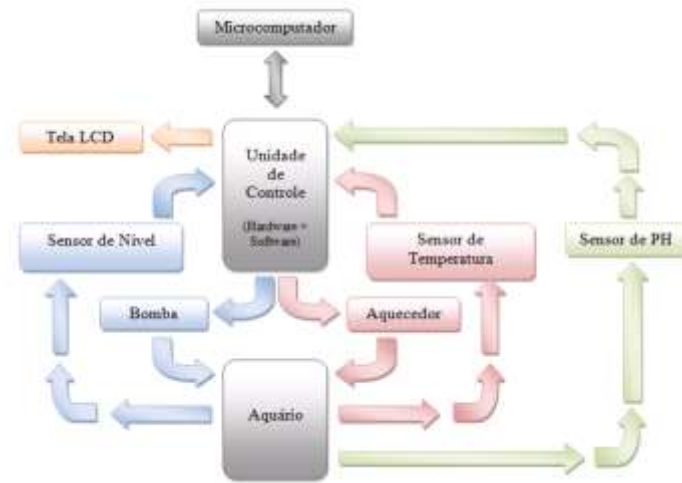 Microcomputador
Tela LCD
Unidade
de
Controle
(Hardware +
Software)
Sensor de Nível
Sensor de
Temperatura
Sensor de PH
Bomba
Aquecedor
Aquário